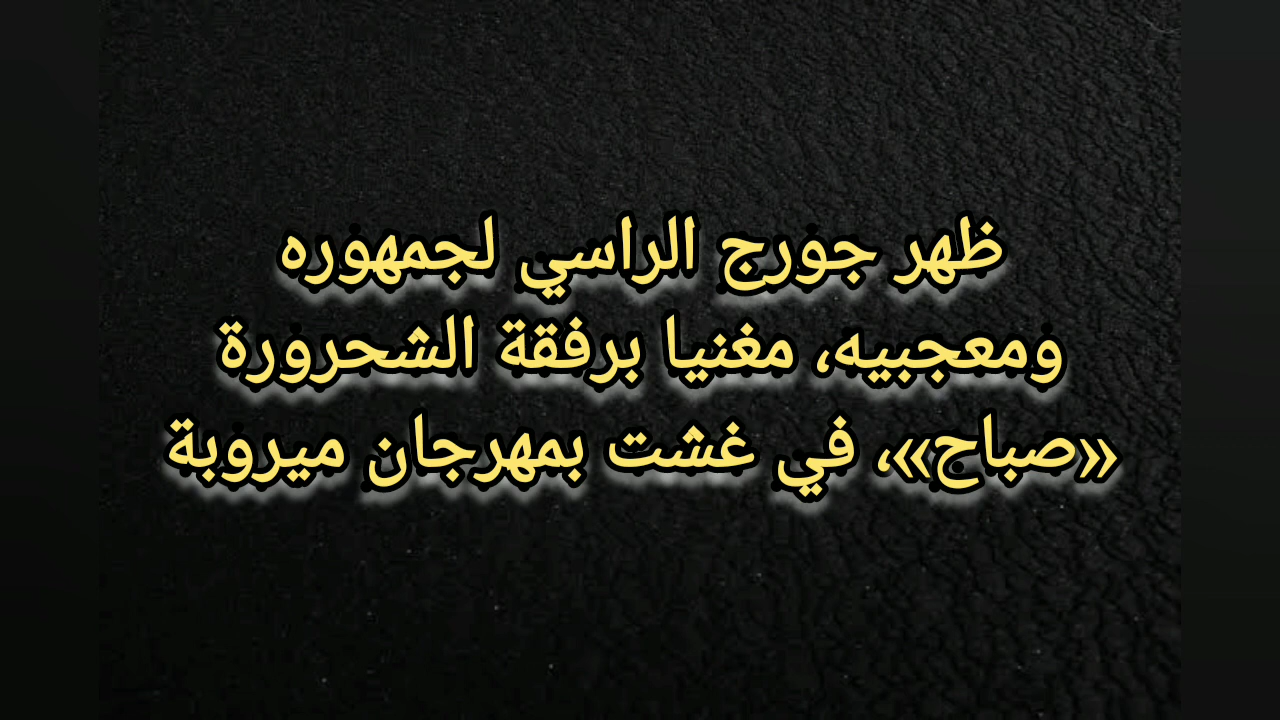 ظهر جورج الراسي لجمهوره
ومعجبيه، مغنيا برفقة الشحرورة
«صباح»، في غشت بمهرجان ميروبة